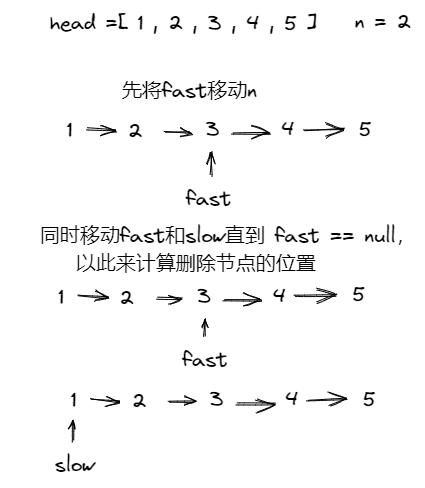 head =[ 1 , 2 , 3 , 4 , 5 ] n = 2
先将fast移动n
1 → 2 → 3 → 4 → 5
fast
同时移动fast和slow直到 fast == null,
以此来计算删除节点的位置
1 → 2 → 3 → 4 → 5
fast
1 → 2 → 3 → 4 → 5
slow